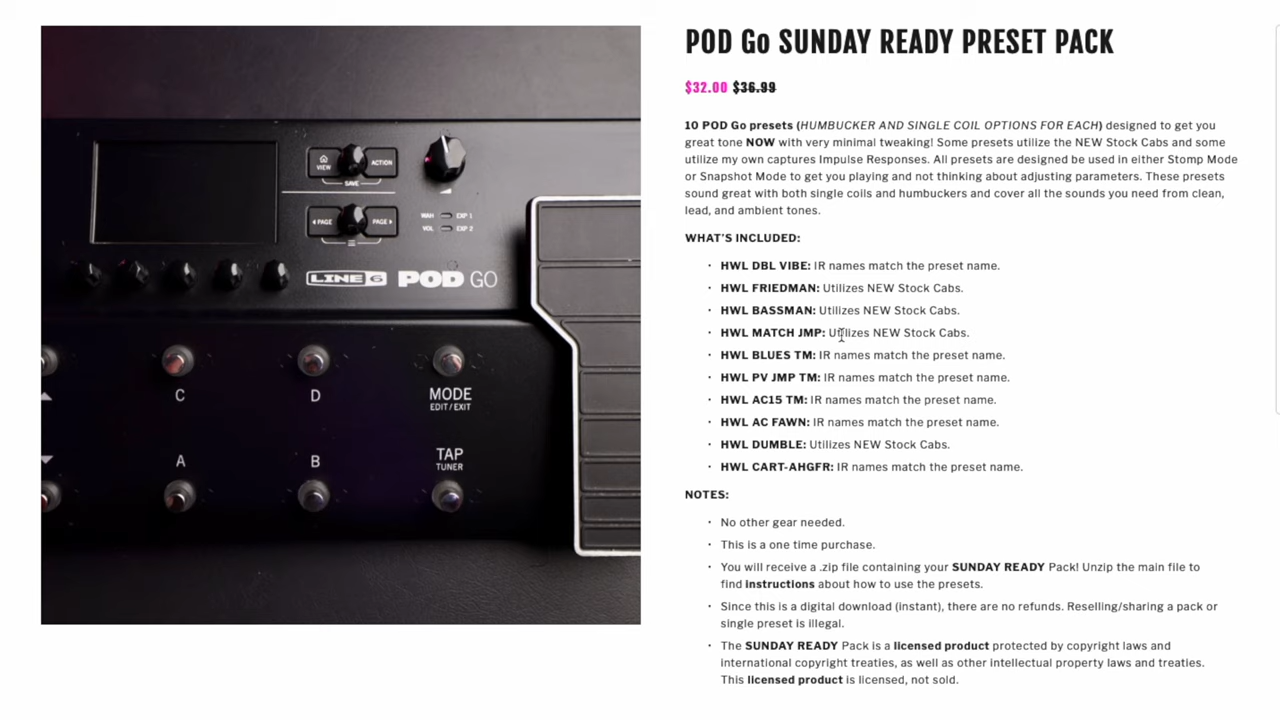 POD Go SUNDAY READY PRESET PACK
$32.00 $36.99
10 POD Go presets (HUMBUCKER AND SINGLE COIL OPTIONS FOR EACH) designed to get you
great tone NOW with very minimal tweaking! Some presets utilize the NEW Stock Cabs and some
utilize my own captures Impulse Responses. All presets are designed be used in either Stomp Mode
or Snapshot Mode to get you playing and not thinking about adjusting parameters. These presets
sound great with both single coils and humbuckers and cover all the sounds you need from clean,
lead, and ambient tones.
WHAT'S INCLUDED:
· HWL DBL VIBE: IR names match the preset name.
· HWL FRIEDMAN: Utilizes NEW Stock Cabs.
· HWL BASSMAN: Utilizes NEW Stock Cabs.
· HWL MATCH JMP: Utilizes NEW Stock Cabs.
· HWL BLUES TM: IR names match the preset name.
· HWL PV JMP TM: IR names match the preset name.
· HWL AC15 TM: IR names match the preset name.
· HWL AC FAWN: IR names match the preset name.
· HWL DUMBLE: Utilizes NEW Stock Cabs.
· HWL CART-AHGFR: IR names match the preset name.
NOTES:
· No other gear needed.
· This is a one time purchase.
· You will receive a .zip file containing your SUNDAY READY Pack! Unzip the main file to
find instructions about how to use the presets.
· Since this is a digital download (instant), there are no refunds. Reselling/sharing a pack or
single preset is illegal.
· The SUNDAY READY Pack is a licensed product protected by copyright laws and
international copyright treaties, as well as other intellectual property laws and treaties.
This licensed product is licensed, not sold.
VIEW ACTION
SAVE
PAGE PAGE
WAH EXP 1
VOL EXP 2
LINE 6 POD GO
C D MODE
EDIT/EXIT
A B TAP
TUNER